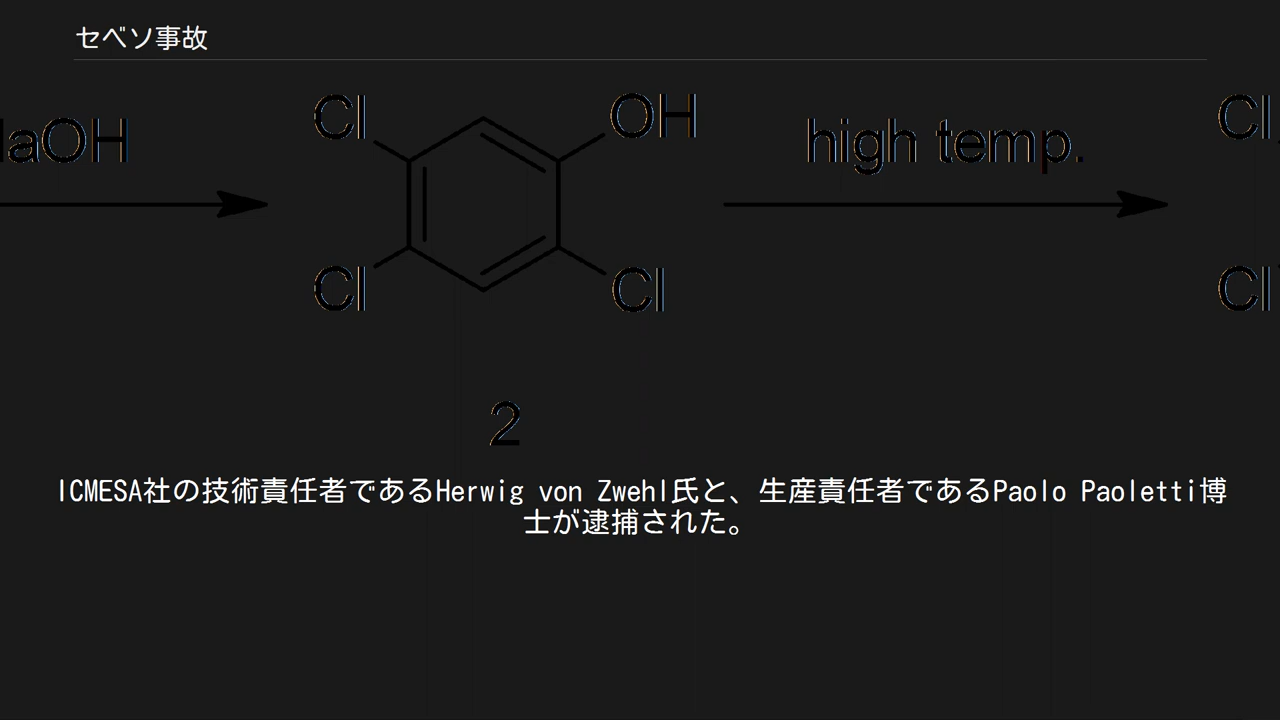 セベソ事故
Cl
OH
Cl
aOH
high temp.
Cl
Cl
Cl
2
ICMESA社の技術責任者であるHerwig von Zwehl氏と、生産責任者であるPaolo Paoletti博
士が逮捕された。